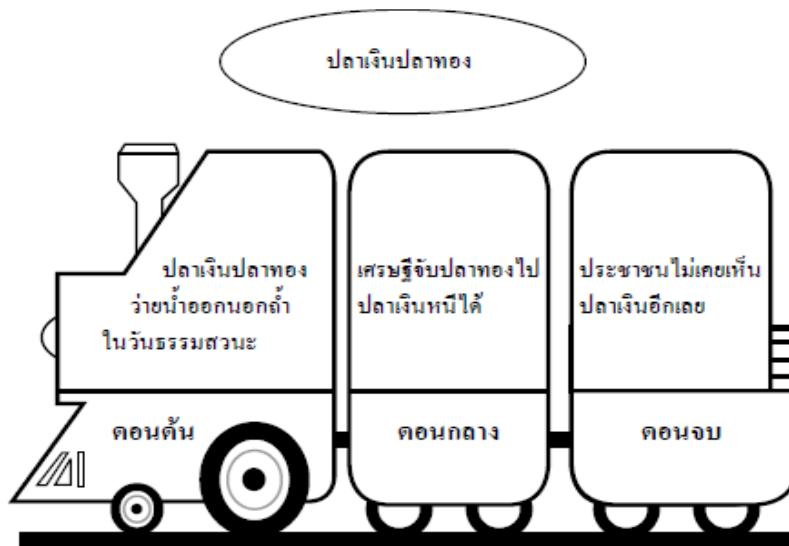 ปลาเงินปลาทอง
ปลาเงินปลาทอง
ว่ายน้ำออกนอกถ้ำ
ในวันธรรมสวนะ
เศรษฐีจับปลาทองไป
ปลาเงินหนีได้
ประชาชนไม่เคยเห็น
ปลาเงินอีกเลย
ตอนต้น
ตอนกลาง
ตอนจบ